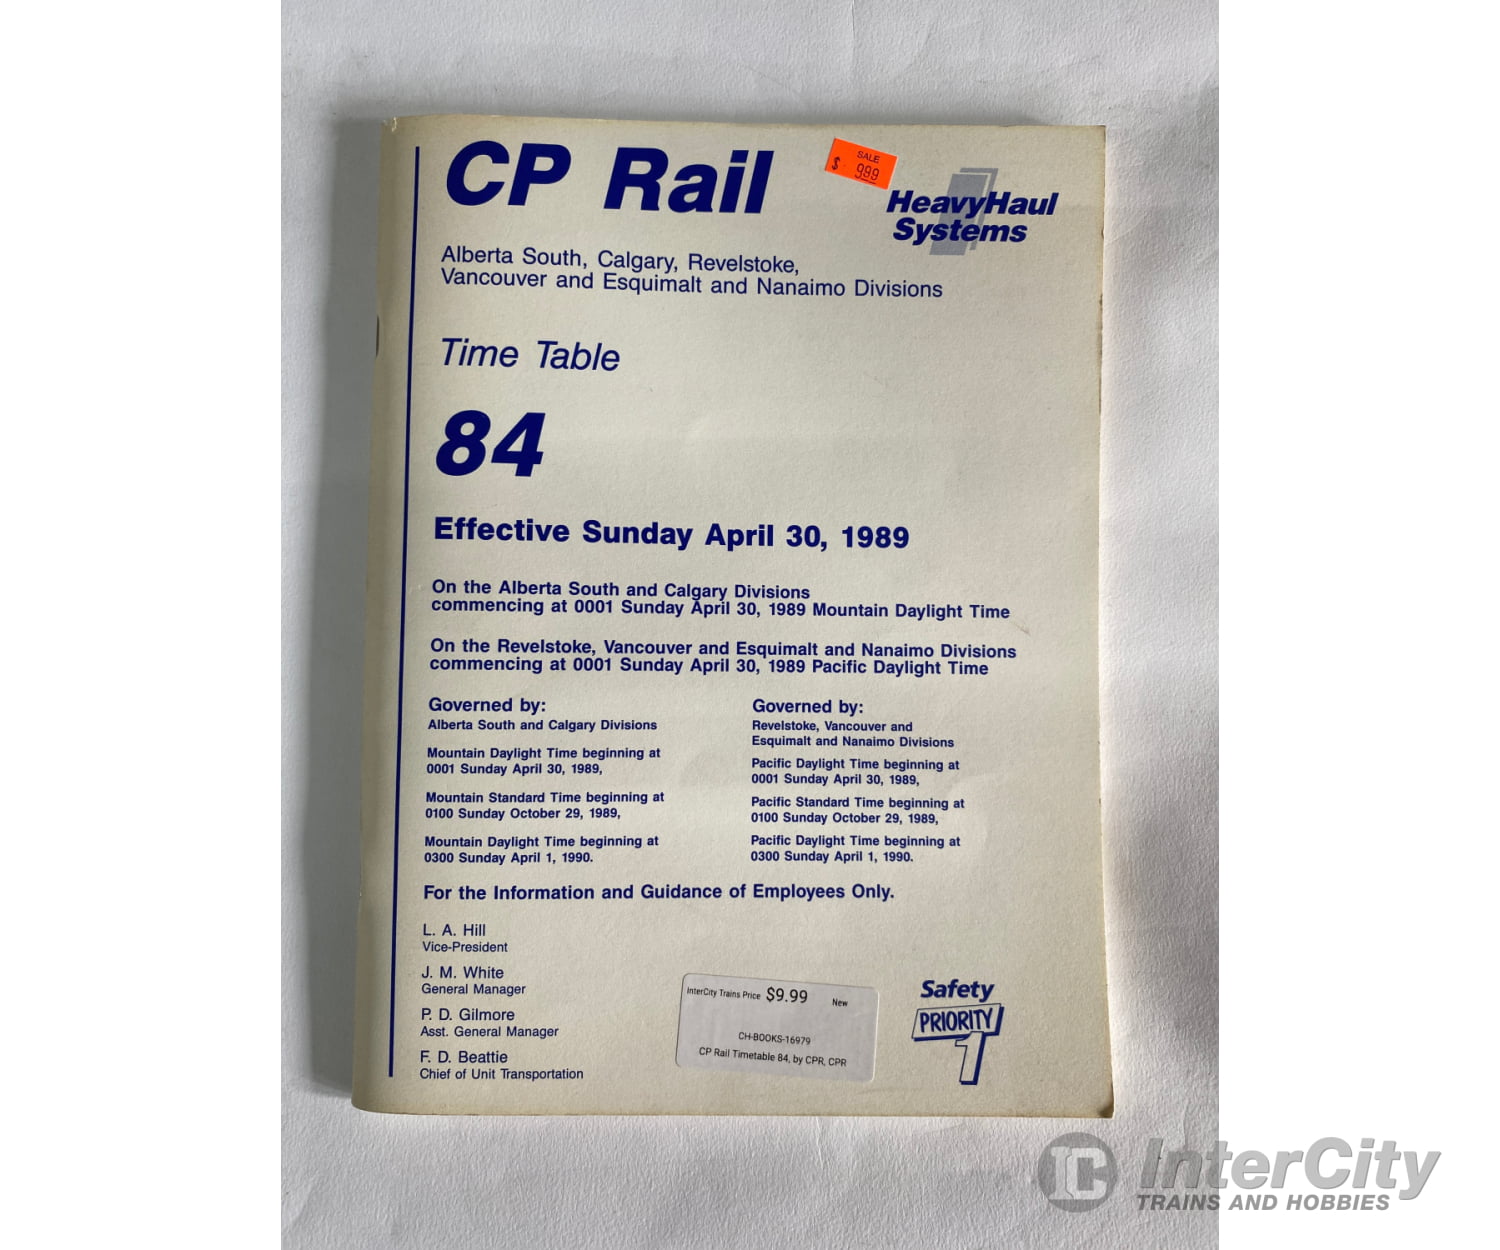 CP Rail
SALE
$ 999
HeavyHaul
Systems
Alberta South, Calgary, Revelstoke,
Vancouver and Esquimalt and Nanaimo Divisions
Time Table
84
Effective Sunday April 30, 1989
On the Alberta South and Calgary Divisions
commencing at 0001 Sunday April 30, 1989 Mountain Daylight Time
On the Revelstoke, Vancouver and Esquimalt and Nanaimo Divisions
commencing at 0001 Sunday April 30, 1989 Pacific Daylight Time
Governed by:
Alberta South and Calgary Divisions
Mountain Daylight Time beginning at
0001 Sunday April 30, 1989,
Mountain Standard Time beginning at
0100 Sunday October 29, 1989,
Mountain Daylight Time beginning at
0300 Sunday April 1, 1990.
Governed by:
Revelstoke, Vancouver and
Esquimalt and Nanaimo Divisions
Pacific Daylight Time beginning at
0001 Sunday April 30, 1989,
Pacific Standard Time beginning at
0100 Sunday October 29, 1989,
Pacific Daylight Time beginning at
0300 Sunday April 1, 1990.
For the Information and Guidance of Employees Only.
L. A. Hill
Vice-President
J. M. White
General Manager
P. D. Gilmore
Asst. General Manager
F. D. Beattie
Chief of Unit Transportation
InterCity Trains Price $9.99 New
CH-BOOKS-16979
CP Rail Timetable 84, by CPR, CPR
Safety
PRIORITY
1
IC InterCity
TRAINS AND HOBBIES